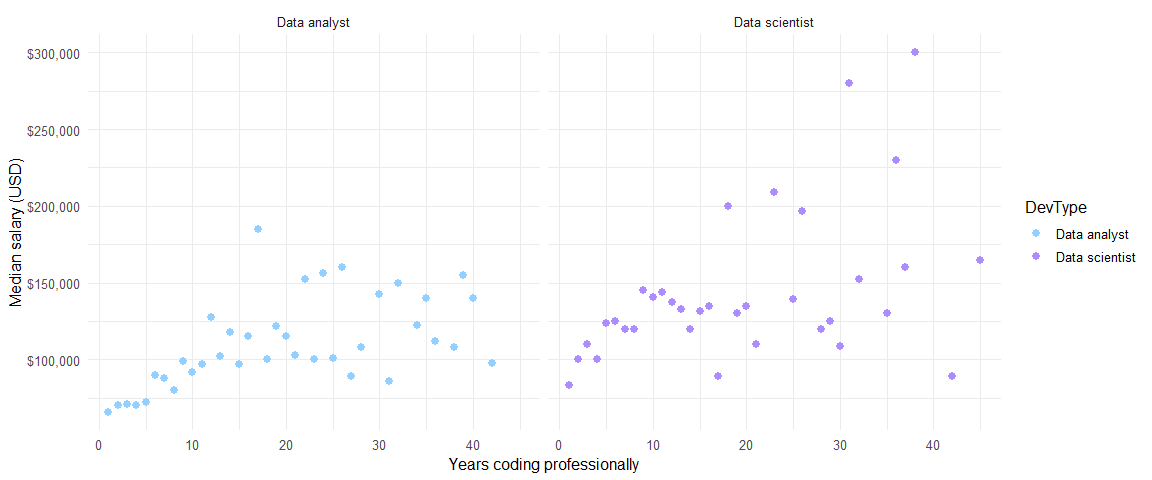 Data analyst
Data scientist
$300,000
$250,000
$200,000
$150,000
$100,000
Median salary (USD)
0 10 20 30 40
0 10 20 30 40
Years coding professionally
DevType
Data analyst
Data scientist